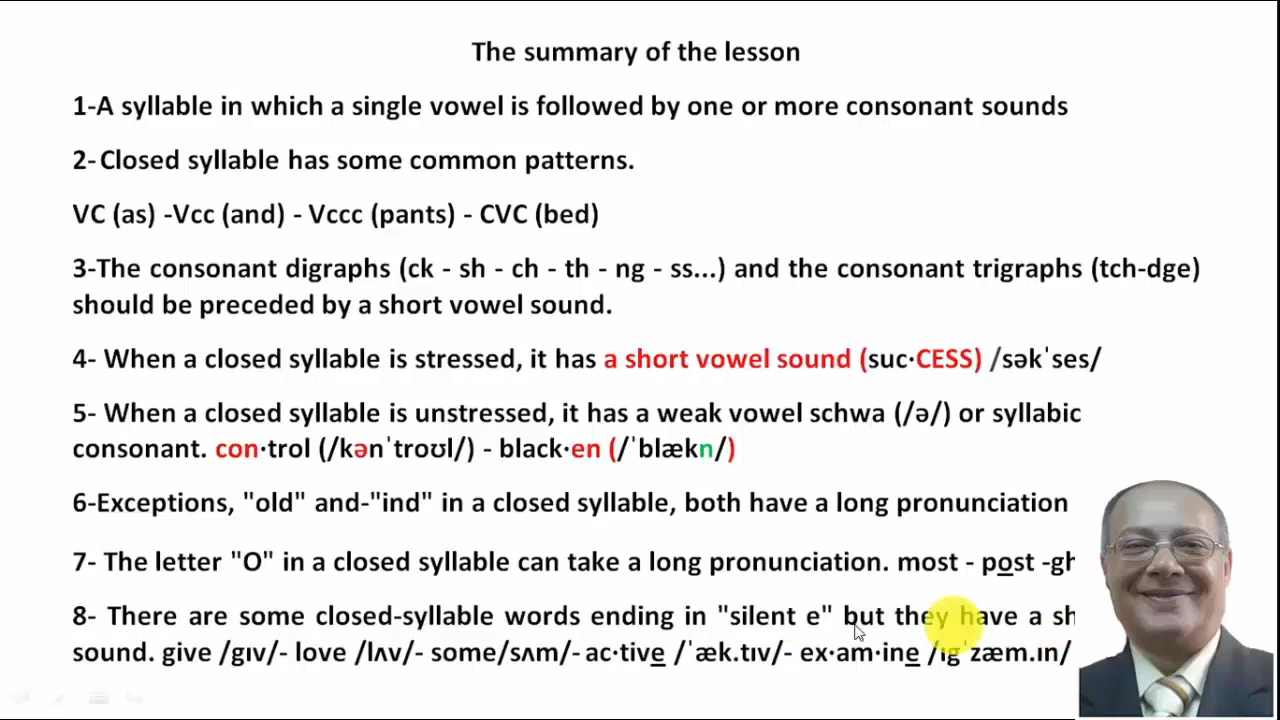 The summary of the lesson
1-A syllable in which a single vowel is followed by one or more consonant sounds
2- Closed syllable has some common patterns.
VC (as) -Vcc (and) - Vccc (pants) - CVC (bed)
3-The consonant digraphs (ck - sh - ch - th - ng - ss...) and the consonant trigraphs (tch-dge)
should be preceded by a short vowel sound.
4- When a closed syllable is stressed, it has a short vowel sound (suc·CESS) /səkˈses/
5- When a closed syllable is unstressed, it has a weak vowel schwa (/ə/) or syllabic
consonant. con·trol (/kənˈtroʊl/) - black·en (/ˈblækn/)
6-Exceptions, "old" and-"ind" in a closed syllable, both have a long pronunciation
7- The letter "O" in a closed syllable can take a long pronunciation. most - post -gh
8- There are some closed-syllable words ending in "silent e" but they have a sh
sound. give /gɪv/- love /lʌv/- some/sʌm/- ac·tive /ˈæk.tɪv/- ex·am·ine /ɪgˈzæm.ɪn/